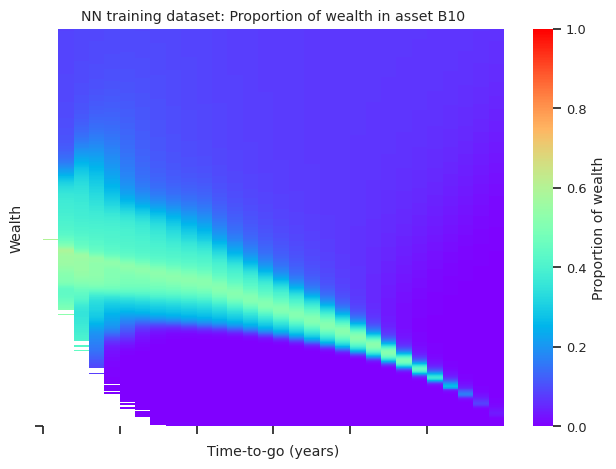 NN training dataset: Proportion of wealth in asset B10
Wealth
Time-to-go (years)
1.0
0.8
0.6
0.4
0.2
0.0
Proportion of wealth